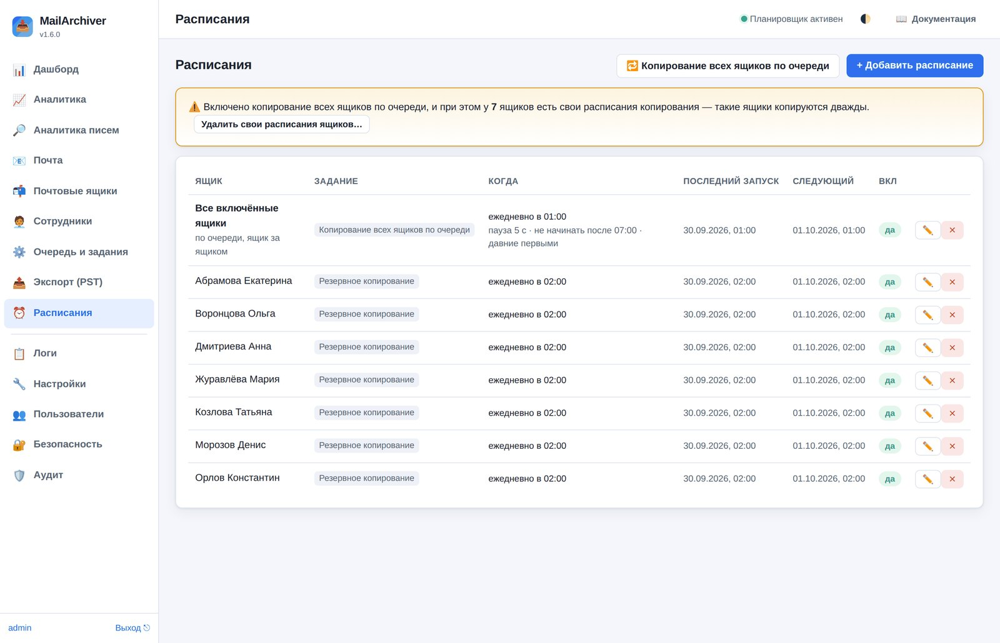 MailArchiver
v1.6.0
Дашборд
Аналитика
Аналитика писем
Почта
Почтовые ящики
Сотрудники
Очередь и задания
Экспорт (PST)
Расписания
Логи
Настройки
Пользователи
Безопасность
Аудит
admin
Выход
Расписания
Планировщик активен
Документация
Расписания
Копирование всех ящиков по очереди
+ Добавить расписание
Включено копирование всех ящиков по очереди, и при этом у 7 ящиков есть свои расписания копирования — такие ящики копируются дважды.
Удалить свои расписания ящиков…
ЯЩИК ЗАДАНИЕ КОГДА ПОСЛЕДНИЙ ЗАПУСК СЛЕДУЮЩИЙ ВКЛ
Все включённые
ящики
по очереди, ящик за
ящиком
Копирование всех ящиков по очереди
ежедневно в 01:00
пауза 5 с · не начинать после 07:00 ·
давние первыми
30.09.2026, 01:00 01.10.2026, 01:00 да ×
Абрамова Екатерина Резервное копирование ежедневно в 02:00 30.09.2026, 02:00 01.10.2026, 02:00 да ×
Воронцова Ольга Резервное копирование ежедневно в 02:00 30.09.2026, 02:00 01.10.2026, 02:00 да ×
Дмитриева Анна Резервное копирование ежедневно в 02:00 30.09.2026, 02:00 01.10.2026, 02:00 да ×
Журавлёва Мария Резервное копирование ежедневно в 02:00 30.09.2026, 02:00 01.10.2026, 02:00 да ×
Козлова Татьяна Резервное копирование ежедневно в 02:00 30.09.2026, 02:00 01.10.2026, 02:00 да ×
Морозов Денис Резервное копирование ежедневно в 02:00 30.09.2026, 02:00 01.10.2026, 02:00 да ×
Орлов Константин Резервное копирование ежедневно в 02:00 30.09.2026, 02:00 01.10.2026, 02:00 да ×